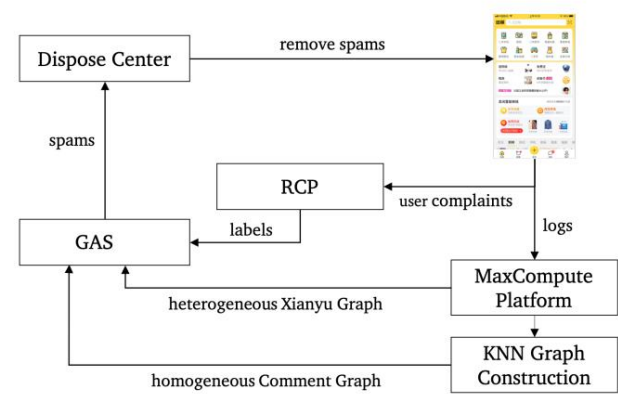 Dispose Center
remove spams
spams
RCP
user complaints
labels
logs
GAS
MaxCompute
Platform
heterogeneous Xianyu Graph
KNN Graph
Construction
homogeneous Comment Graph